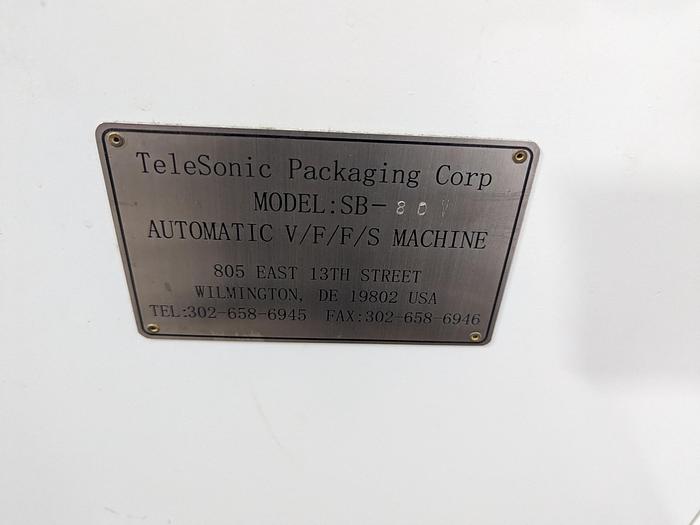 TeleSonic Packaging Corp
MODEL:SB-80V
AUTOMATIC V/F/F/S MACHINE
805 EAST 13TH STREET
WILMINGTON, DE 19802 USA
TEL:302-658-6945 FAX:302-658-6946